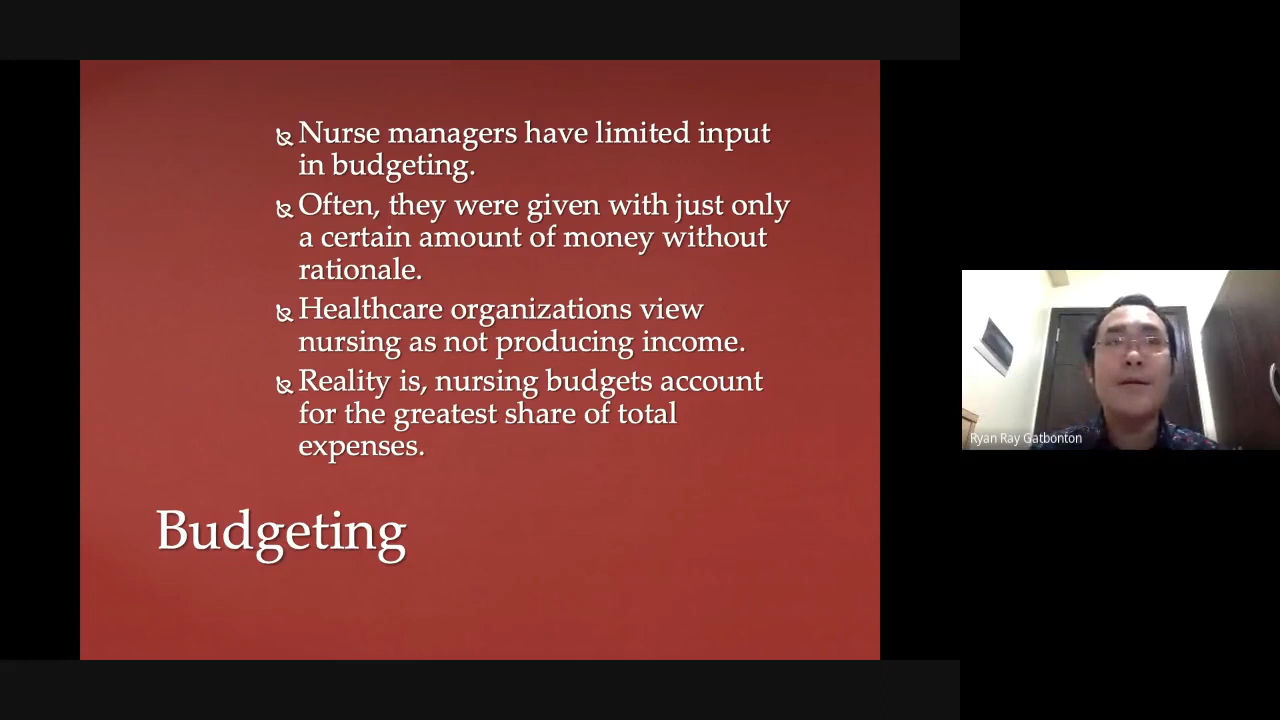 Nurse managers have limited input
in budgeting.
Often, they were given with just only
a certain amount of money without
rationale.
Healthcare organizations view
nursing as not producing income.
Reality is, nursing budgets account
for the greatest share of total
expenses.
Budgeting
Ryan Ray Gatbonton